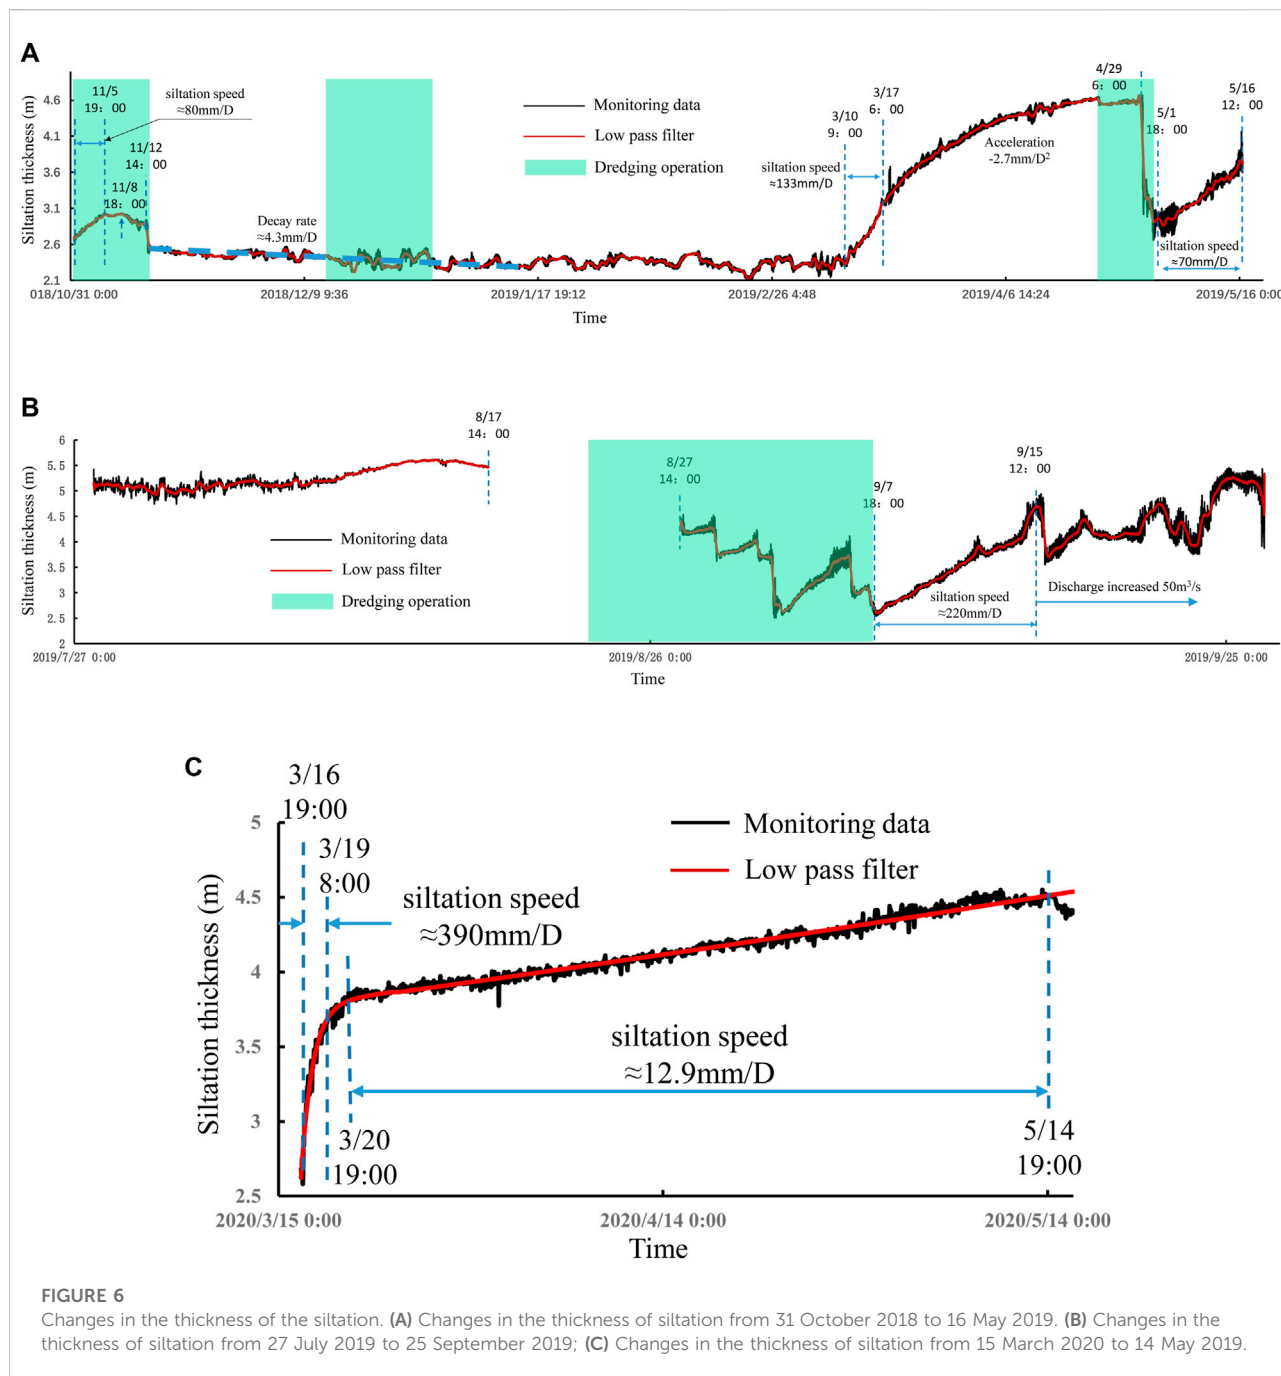 A
Siltation thickness (m)
4.6
4.1
3.6
3.1
2.6
2.1
11/5
19: 00
siltation speed
≈80mm/D
11/12
14: 00
11/8
18: 00
Decay rate
≈4.3mm/D
Monitoring data
Low pass filter
Dredging operation
3/10
9: 00
3/17
6: 00
siltation speed
≈133mm/D
Acceleration
-2.7mm/D²
4/29
6: 00
5/1
18: 00
5/16
12: 00
siltation speed
≈70mm/D
018/10/31 0:00
2018/12/9 9:36
2019/1/17 19:12
2019/2/26 4:48
2019/4/6 14:24
2019/5/16 0:00
Time
B
Siltation thickness (m)
6
5.5
5
4.5
4
3.5
3
2.5
2
8/17
14: 00
Monitoring data
Low pass filter
Dredging operation
8/27
14: 00
9/7
18: 00
9/15
12: 00
siltation speed
≈220mm/D
Discharge increased 50m³/s
2019/7/27 0:00
2019/8/26 0:00
2019/9/25 0:00
Time
C
Siltation thickness (m)
5
4.5
4
3.5
3
2.5
3/16
19:00
3/19
8:00
siltation speed
≈390mm/D
Monitoring data
Low pass filter
siltation speed
≈12.9mm/D
3/20
19:00
5/14
19:00
2020/3/15 0:00
2020/4/14 0:00
2020/5/14 0:00
Time
FIGURE 6
Changes in the thickness of the siltation. (A) Changes in the thickness of siltation from 31 October 2018 to 16 May 2019. (B) Changes in the
thickness of siltation from 27 July 2019 to 25 September 2019; (C) Changes in the thickness of siltation from 15 March 2020 to 14 May 2019.